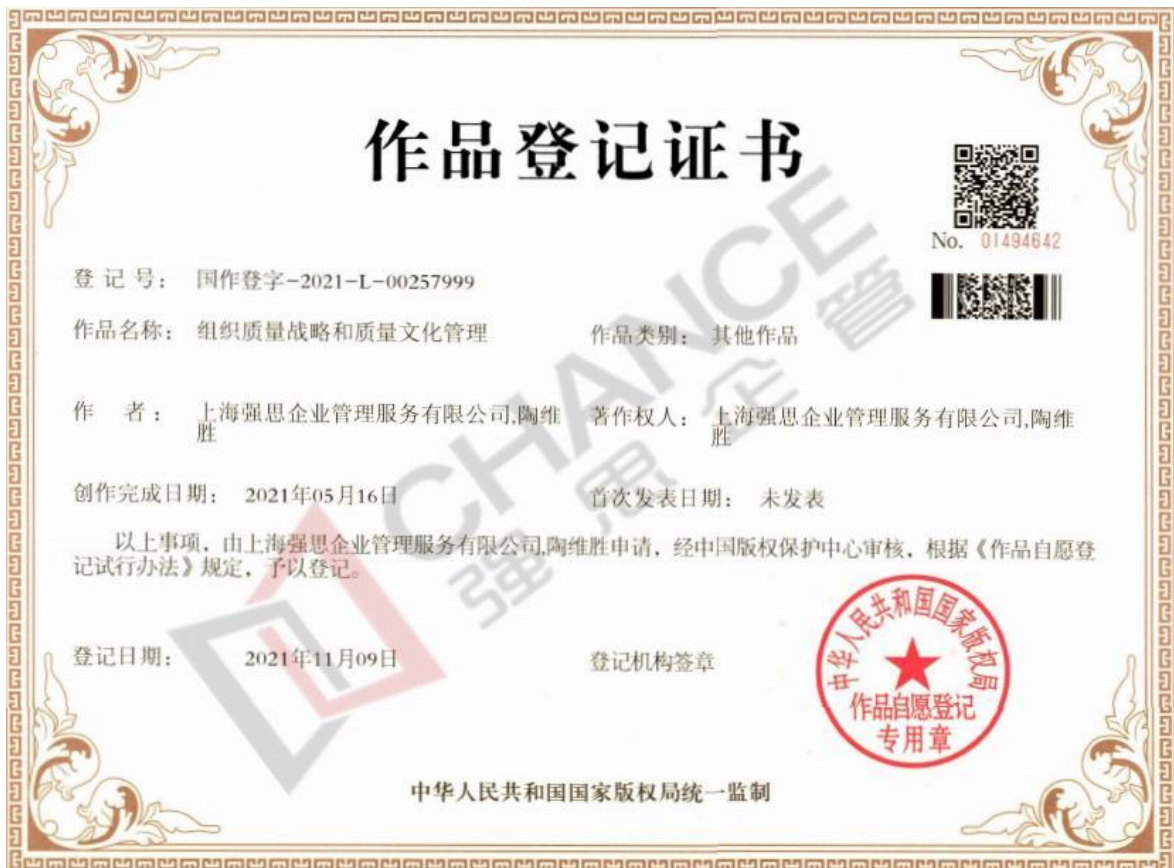 作品登记证书
No. 01494642
登 记 号： 国作登字-2021-L-00257999
作品名称： 组织质量战略和质量文化管理 作品类别： 其他作品
作 者： 上海强思企业管理服务有限公司,陶维 著作权人： 上海强思企业管理服务有限公司,陶维
胜 胜
创作完成日期： 2021年05月16日 首次发表日期： 未发表
以上事项，由上海强思企业管理服务有限公司,陶维胜申请，经中国版权保护中心审核，根据《作品自愿登
记试行办法》规定，予以登记。
登记日期： 2021年11月09日 登记机构签章
中华人民共和国国家版权局
作品自愿登记
专用章
中华人民共和国国家版权局统一监制
CHANCE
强思企管